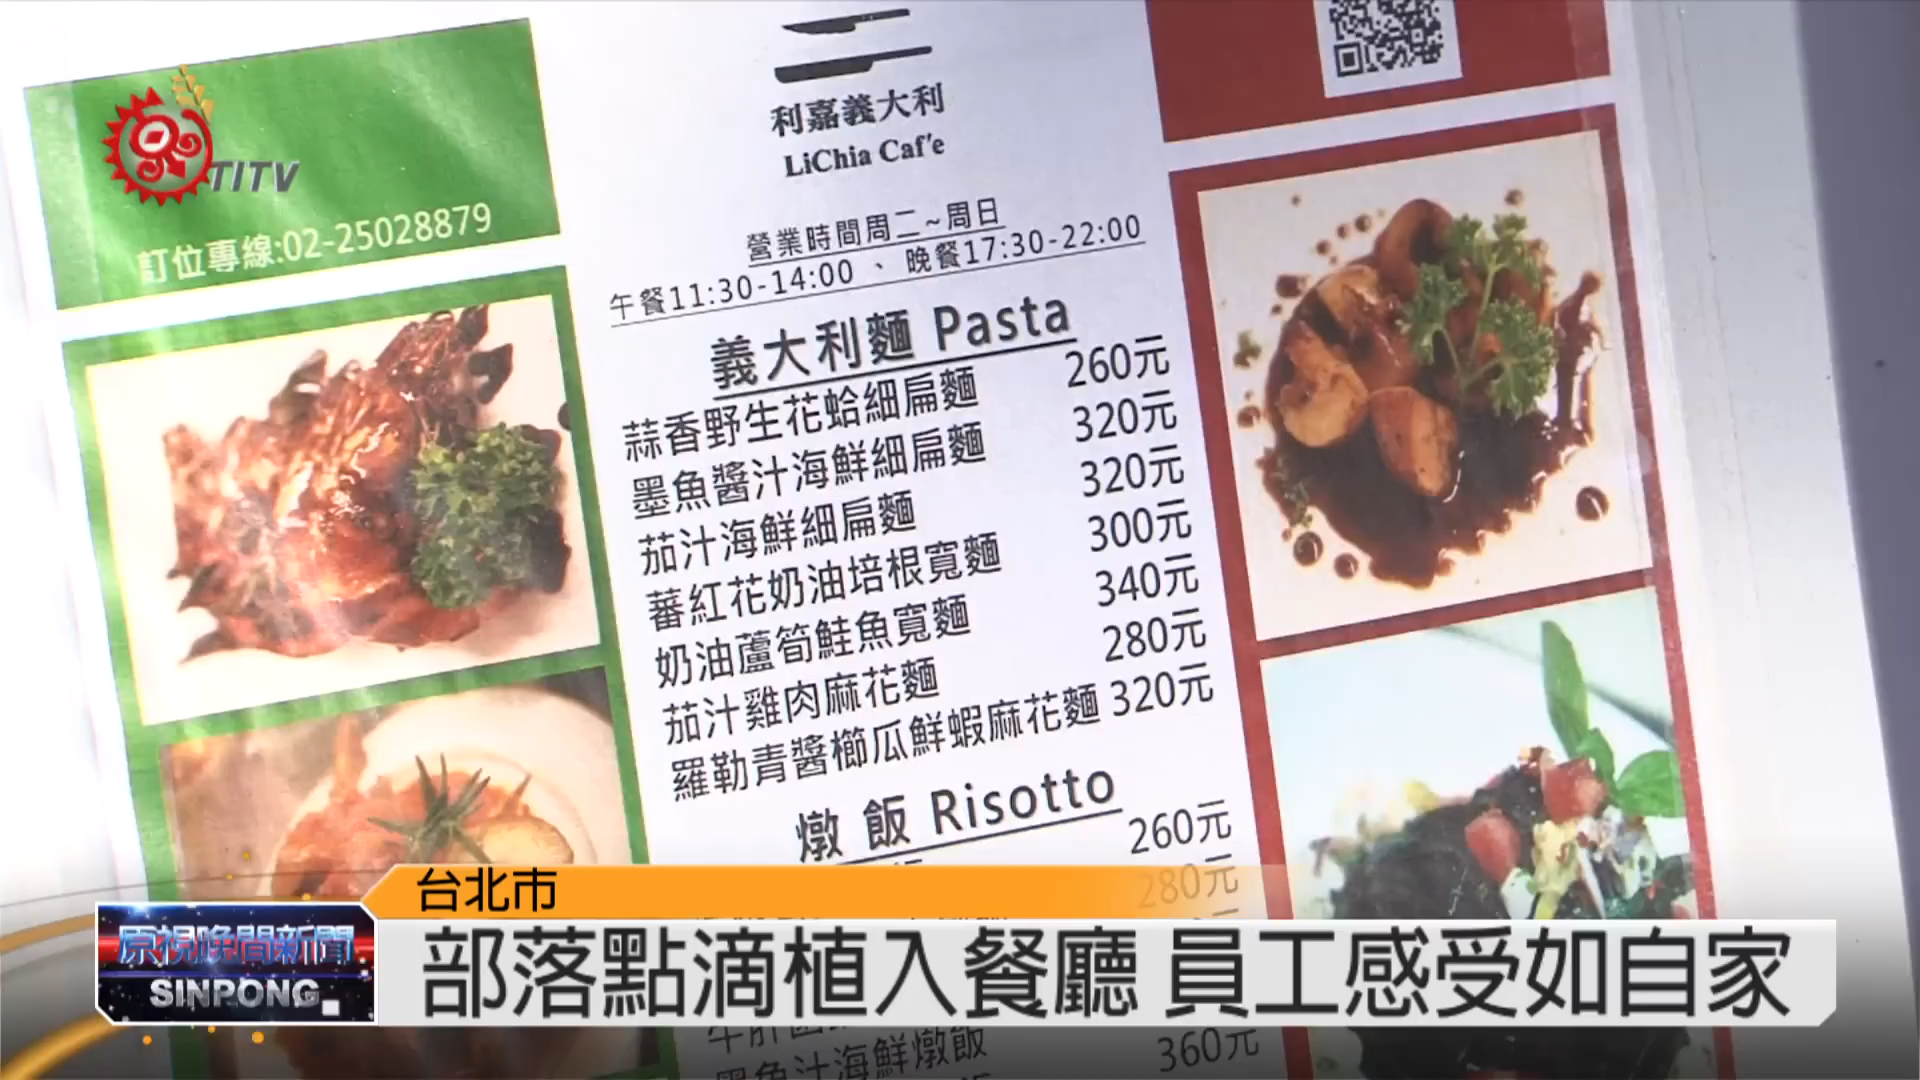 TITV
訂位專線:02-25028879
利嘉義大利
LiChia Caf'e
營業時間周二~周日
午餐11:30-14:00 、 晚餐17:30-22:00
義大利麵 Pasta
蒜香野生花蛤細扁麵 260元
墨魚醬汁海鮮細扁麵 320元
茄汁海鮮細扁麵 320元
蕃紅花奶油培根寬麵 300元
奶油蘆筍鮭魚寬麵 340元
茄汁雞肉麻花麵 280元
羅勒青醬櫛瓜鮮蝦麻花麵 320元
燉 飯 Risotto
260元
280元
台北市
原視晚間新聞
SINPONG
部落點滴植入餐廳 員工感受如自家
墨魚汁海鮮燉飯 360元